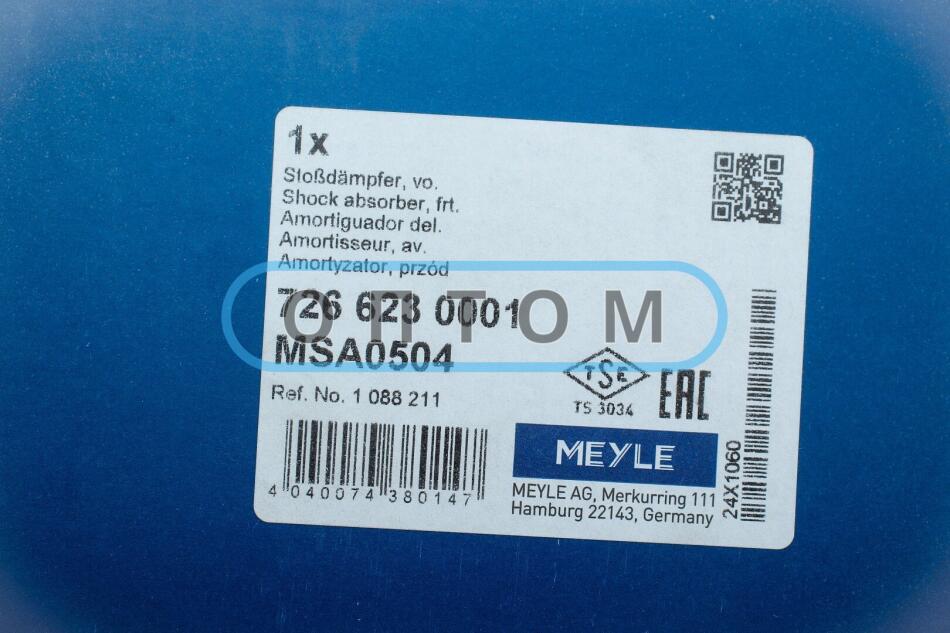 1x
Stoßdämpfer, vo.
Shock absorber, frt.
Amortiguador del.
Amortisseur, av.
Amortyzator, przód
726 623 0001
ОПТОМ
MSA0504
TSE
TS 3034
EAC
Ref. No. 1 088 211
4 040074 380147
MEYLE
MEYLE AG, Merkurring 111
Hamburg 22143, Germany
24X1060